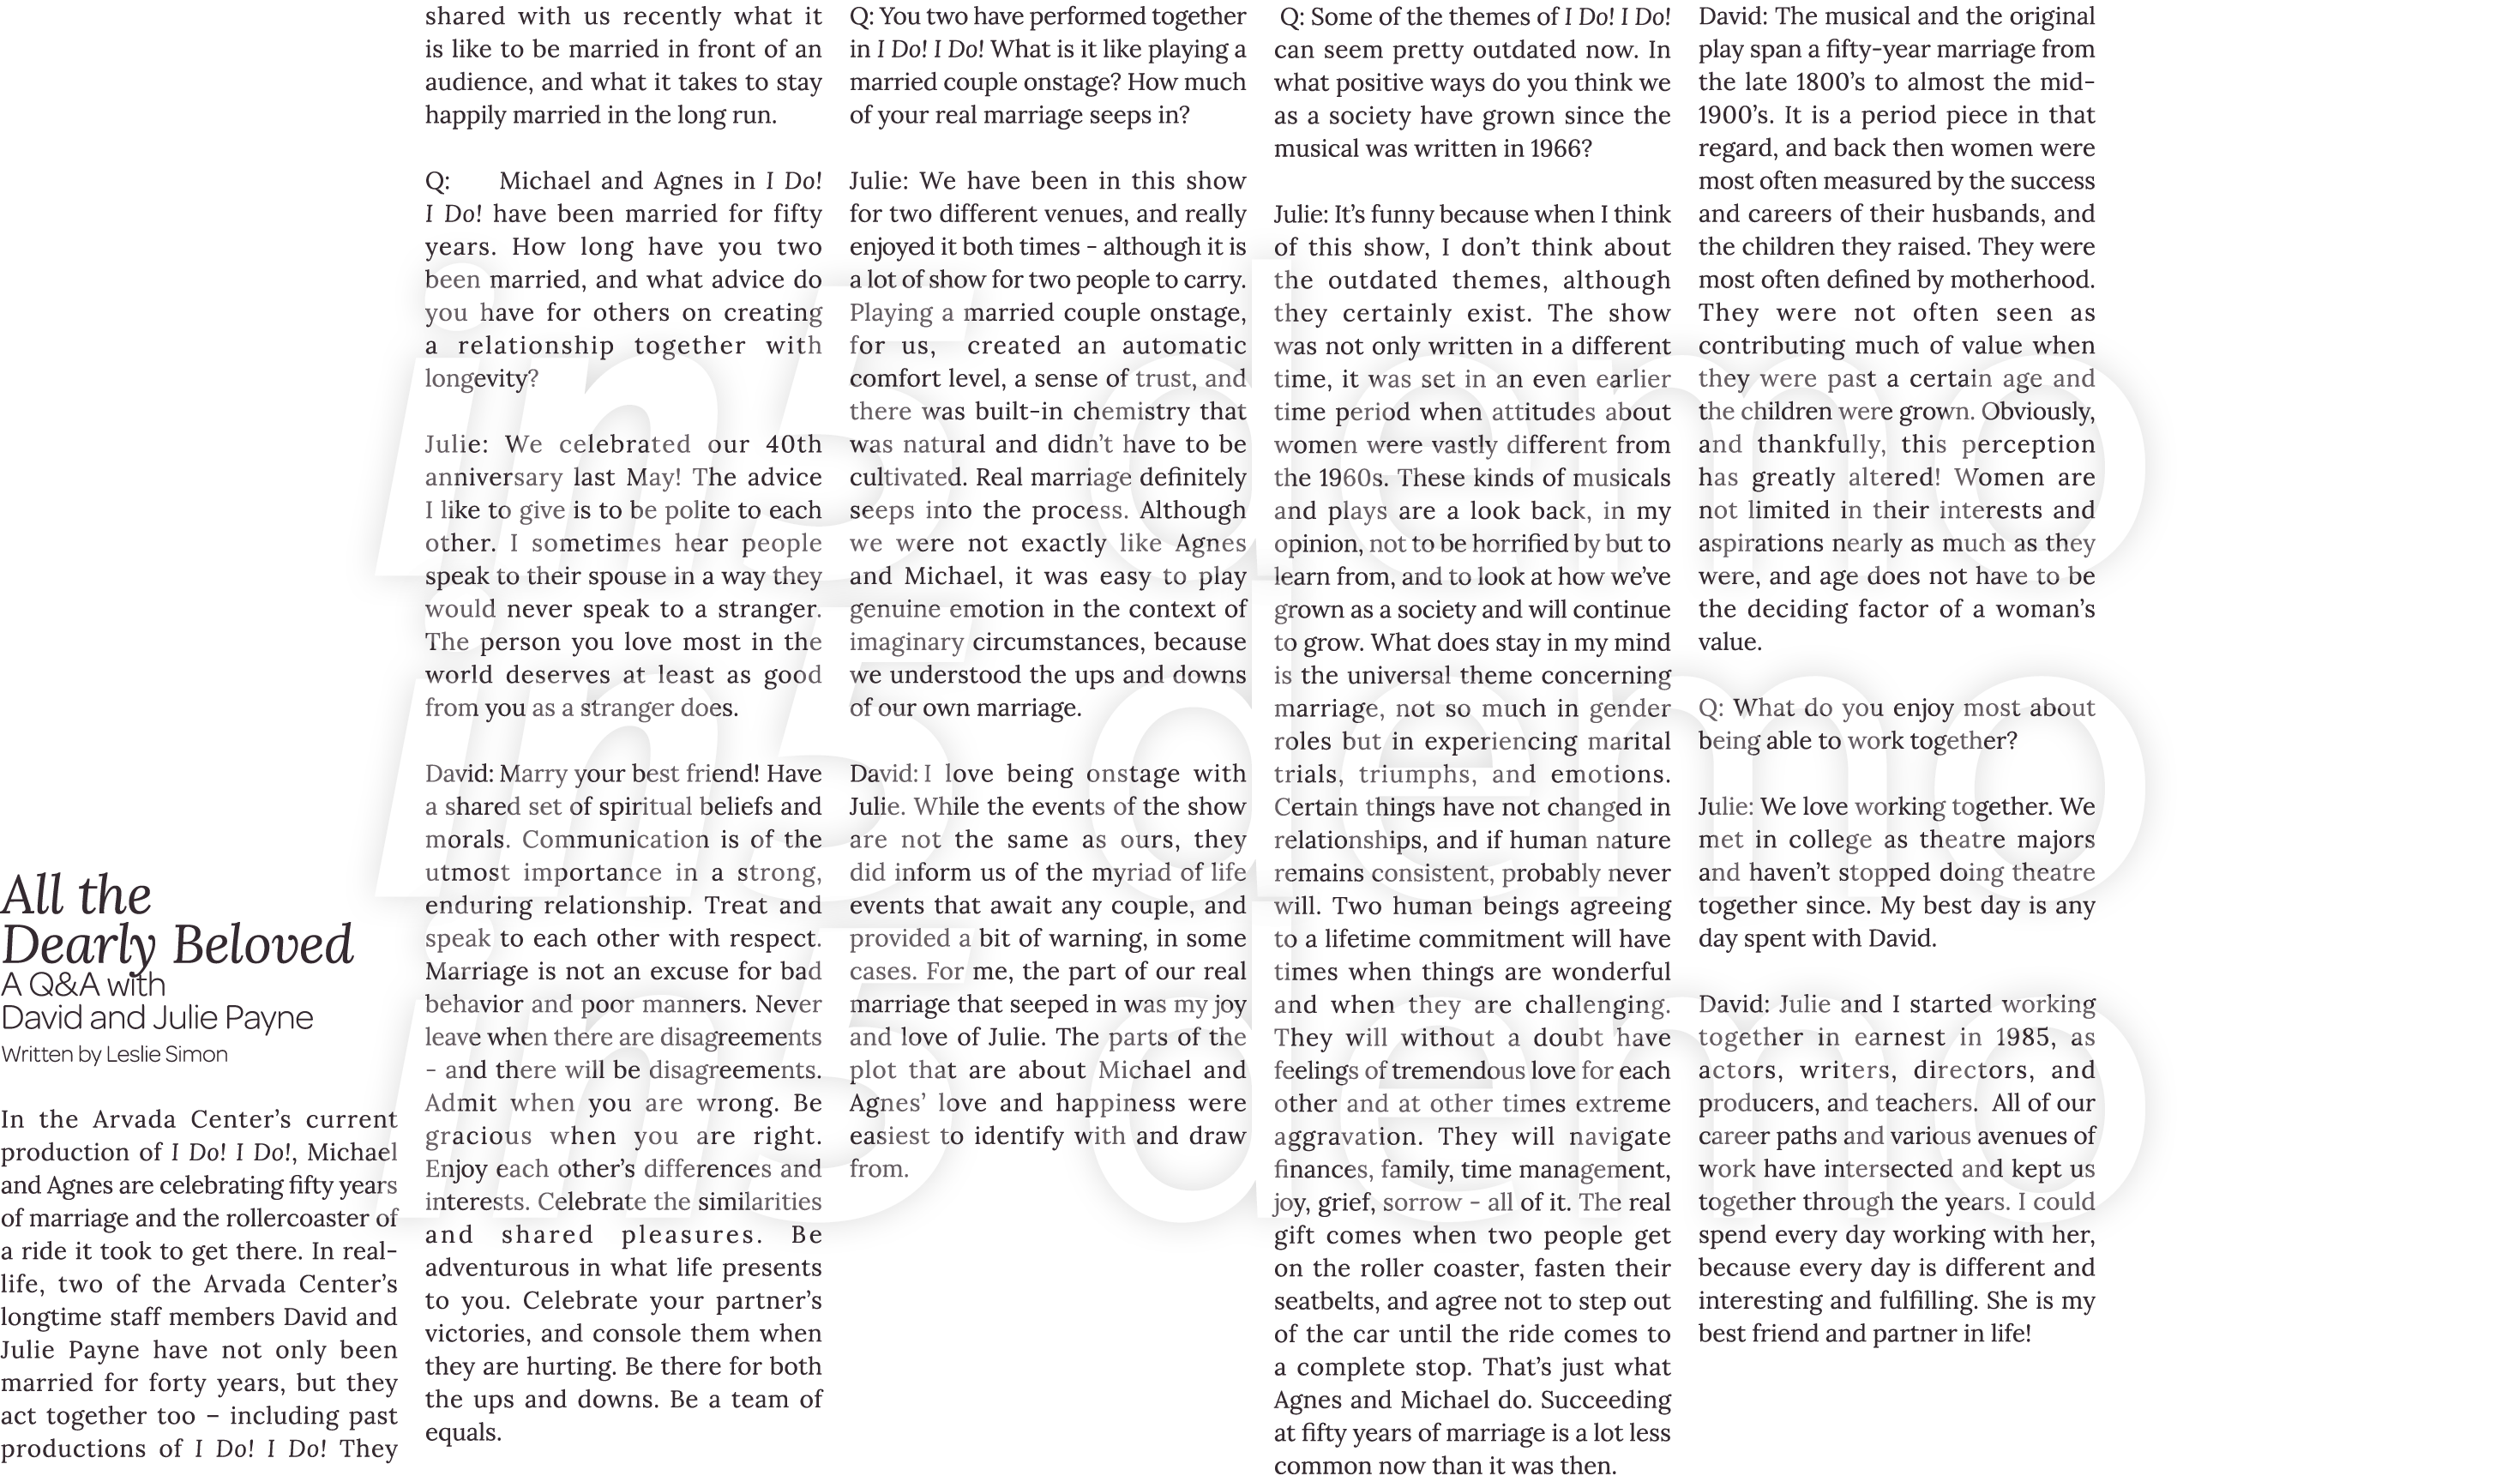 All the
Dearly Beloved
A Q&A with
David and Julie Payne
Written by Leslie Simon
In the Arvada Center's current
production of I Do! I Do!, Michael
and Agnes are celebrating fifty years
of marriage and the rollercoaster of
a ride it took to get there. In real-
life, two of the Arvada Center's
longtime staff members David and
Julie Payne have not only been
married for forty years, but they
act together too – including past
productions of I Do! I Do! They
shared with us recently what it
is like to be married in front of an
audience, and what it takes to stay
happily married in the long run.
Q: Michael and Agnes in I Do!
I Do! have been married for fifty
years. How long have you two
been married, and what advice do
you have for others on creating
a relationship together with
longevity?
Julie: We celebrated our 40th
anniversary last May! The advice
I like to give is to be polite to each
other. I sometimes hear people
speak to their spouse in a way they
would never speak to a stranger.
The person you love most in the
world deserves at least as good
from you as a stranger does.
David: Marry your best friend! Have
a shared set of spiritual beliefs and
morals. Communication is of the
utmost importance in a strong,
enduring relationship. Treat and
speak to each other with respect.
Marriage is not an excuse for bad
behavior and poor manners. Never
leave when there are disagreements
- and there will be disagreements.
Admit when you are wrong. Be
gracious when you are right.
Enjoy each other's differences and
interests. Celebrate the similarities
and shared pleasures. Be
adventurous in what life presents
to you. Celebrate your partner's
victories, and console them when
they are hurting. Be there for both
the ups and downs. Be a team of
equals.
Q: You two have performed together
in I Do! I Do! What is it like playing a
married couple onstage? How much
of your real marriage seeps in?
Julie: We have been in this show
for two different venues, and really
enjoyed it both times - although it is
a lot of show for two people to carry.
Playing a married couple onstage,
for us, created an automatic
comfort level, a sense of trust, and
there was built-in chemistry that
was natural and didn't have to be
cultivated. Real marriage definitely
seeps into the process. Although
we were not exactly like Agnes
and Michael, it was easy to play
genuine emotion in the context of
imaginary circumstances, because
we understood the ups and downs
of our own marriage.
David: I love being onstage with
Julie. While the events of the show
are not the same as ours, they
did inform us of the myriad of life
events that await any couple, and
provided a bit of warning, in some
cases. For me, the part of our real
marriage that seeped in was my joy
and love of Julie. The parts of the
plot that are about Michael and
Agnes' love and happiness were
easiest to identify with and draw
from.
Q: Some of the themes of I Do! I Do!
can seem pretty outdated now. In
what positive ways do you think we
as a society have grown since the
musical was written in 1966?
Julie: It's funny because when I think
of this show, I don't think about
the outdated themes, although
they certainly exist. The show
was not only written in a different
time, it was set in an even earlier
time period when attitudes about
women were vastly different from
the 1960s. These kinds of musicals
and plays are a look back, in my
opinion, not to be horrified by but to
learn from, and to look at how we've
grown as a society and will continue
to grow. What does stay in my mind
is the universal theme concerning
marriage, not so much in gender
roles but in experiencing marital
trials, triumphs, and emotions.
Certain things have not changed in
relationships, and if human nature
remains consistent, probably never
will. Two human beings agreeing
to a lifetime commitment will have
times when things are wonderful
and when they are challenging.
They will without a doubt have
feelings of tremendous love for each
other and at other times extreme
aggravation. They will navigate
finances, family, time management,
joy, grief, sorrow - all of it. The real
gift comes when two people get
on the roller coaster, fasten their
seatbelts, and agree not to step out
of the car until the ride comes to
a complete stop. That's just what
Agnes and Michael do. Succeeding
at fifty years of marriage is a lot less
common now than it was then.
David: The musical and the original
play span a fifty-year marriage from
the late 1800's to almost the mid-
1900's. It is a period piece in that
regard, and back then women were
most often measured by the success
and careers of their husbands, and
the children they raised. They were
most often defined by motherhood.
They were not often seen as
contributing much of value when
they were past a certain age and
the children were grown. Obviously,
and thankfully, this perception
has greatly altered! Women are
not limited in their interests and
aspirations nearly as much as they
were, and age does not have to be
the deciding factor of a woman's
value.
Q: What do you enjoy most about
being able to work together?
Julie: We love working together. We
met in college as theatre majors
and haven't stopped doing theatre
together since. My best day is any
day spent with David.
David: Julie and I started working
together in earnest in 1985, as
actors, writers, directors, and
producers, and teachers. All of our
career paths and various avenues of
work have intersected and kept us
together through the years. I could
spend every day working with her,
because every day is different and
interesting and fulfilling. She is my
best friend and partner in life!
in5 demo
in5 demo
in5 demo